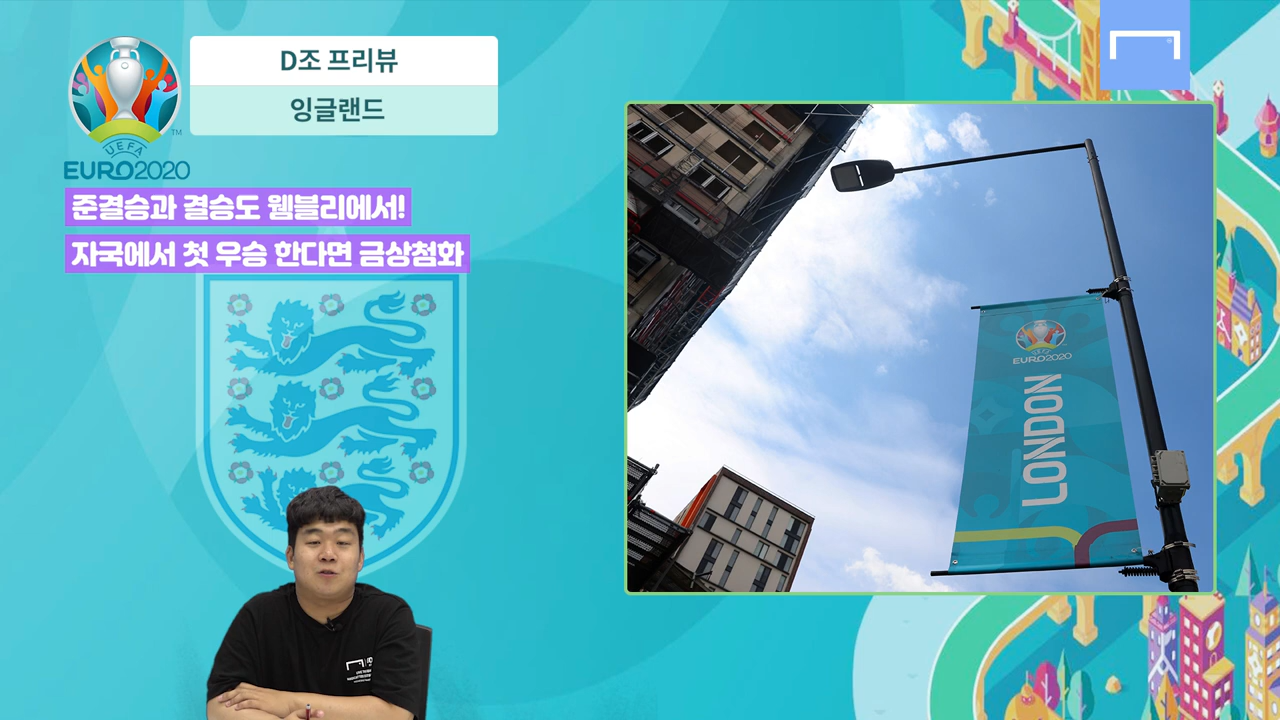 D조 프리뷰
잉글랜드
UEFA
EURO2020
TM
준결승과 결승도 웸블리에서!
자국에서 첫 우승 한다면 금상첨화
EURO2020
LONDON